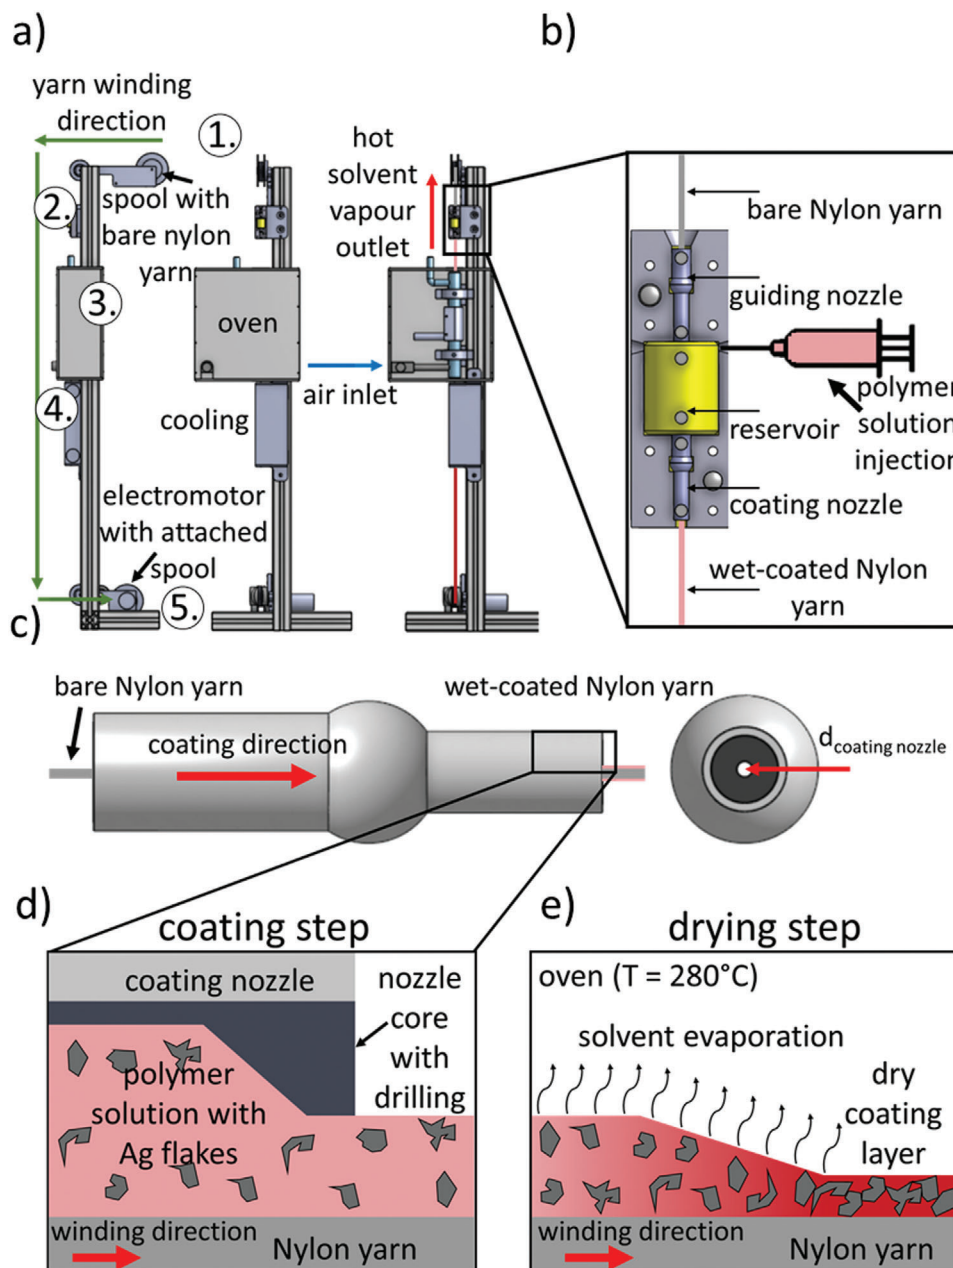 a)
yarn winding
direction
1.
spool with
bare nylon
yarn
2.
3.
4.
oven
cooling
electromotor
with attached
spool
5.
hot
solvent
vapour
outlet
air inlet
b)
bare Nylon yarn
guiding nozzle
polymer
solution
injection
reservoir
coating nozzle
wet-coated Nylon
yarn
c)
bare Nylon yarn
wet-coated Nylon yarn
coating direction
d coating nozzle
d)
coating step
coating nozzle
nozzle
core
with
drilling
polymer
solution with
Ag flakes
winding direction
Nylon yarn
e)
drying step
oven (T = 280°C)
solvent evaporation
dry
coating
layer
winding direction
Nylon yarn